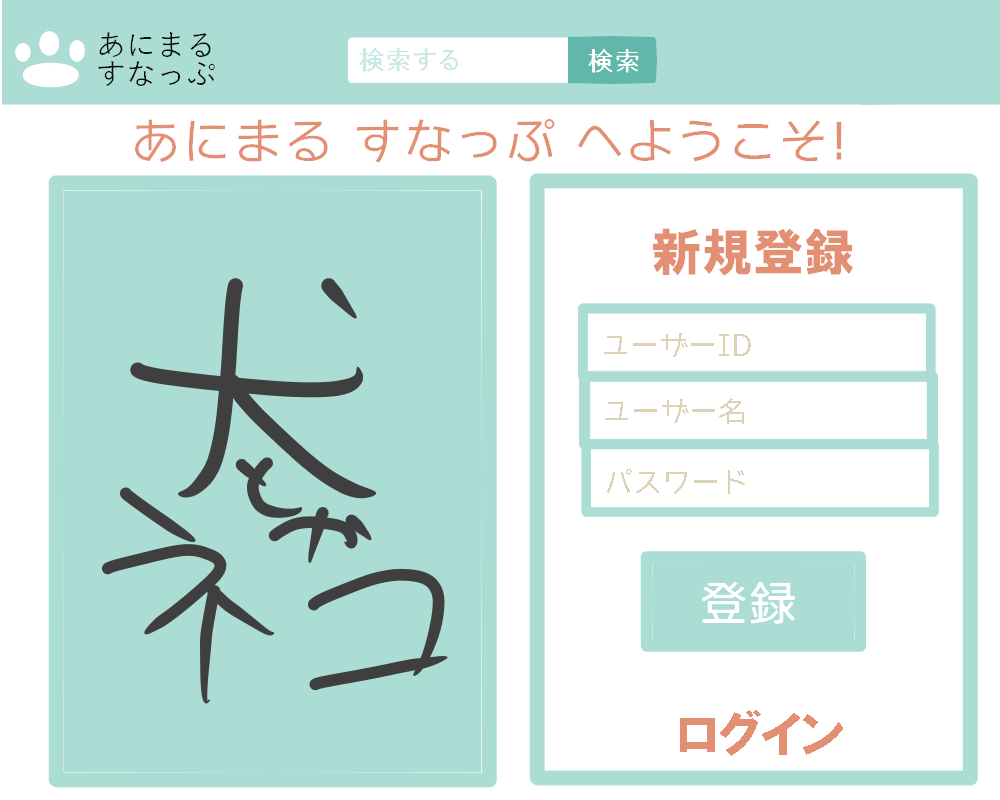 あにまる
すなっぷ
検索する
検索
あにまる すなっぷ へようこそ!
犬
とか
ネコ
新規登録
ユーザーID
ユーザー名
パスワード
登録
ログイン